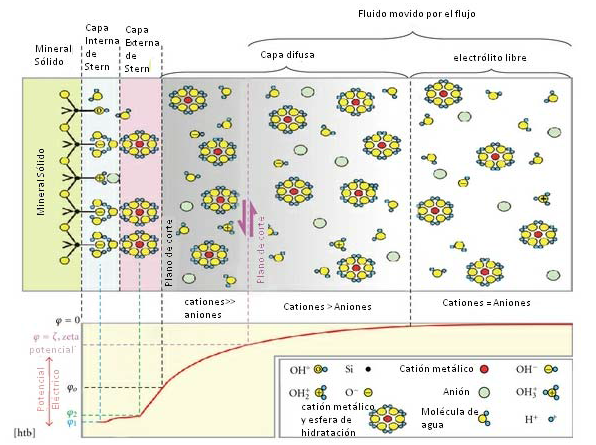 Fluido movido por el flujo
Capa
Interna
de
Stern
Capa
Externa
de
Stern
Mineral
Sólido
Capa difusa
electrólito libre
Mineral Sólido
Plano de corte
Plano de corte
cationes>>
aniones
Cationes > Aniones
Cationes = Aniones
φ = 0
φ = ζ, zeta
potencial
Potencial
Eléctrico
φ₀
φ₂
φ₁
[htb]
OH°
Si
Catión metálico
OH⁻
OH₂⁺
O⁻
Anión
OH₃⁺
catión metálico
y esfera de
hidratación
Molécula de
agua
H⁺